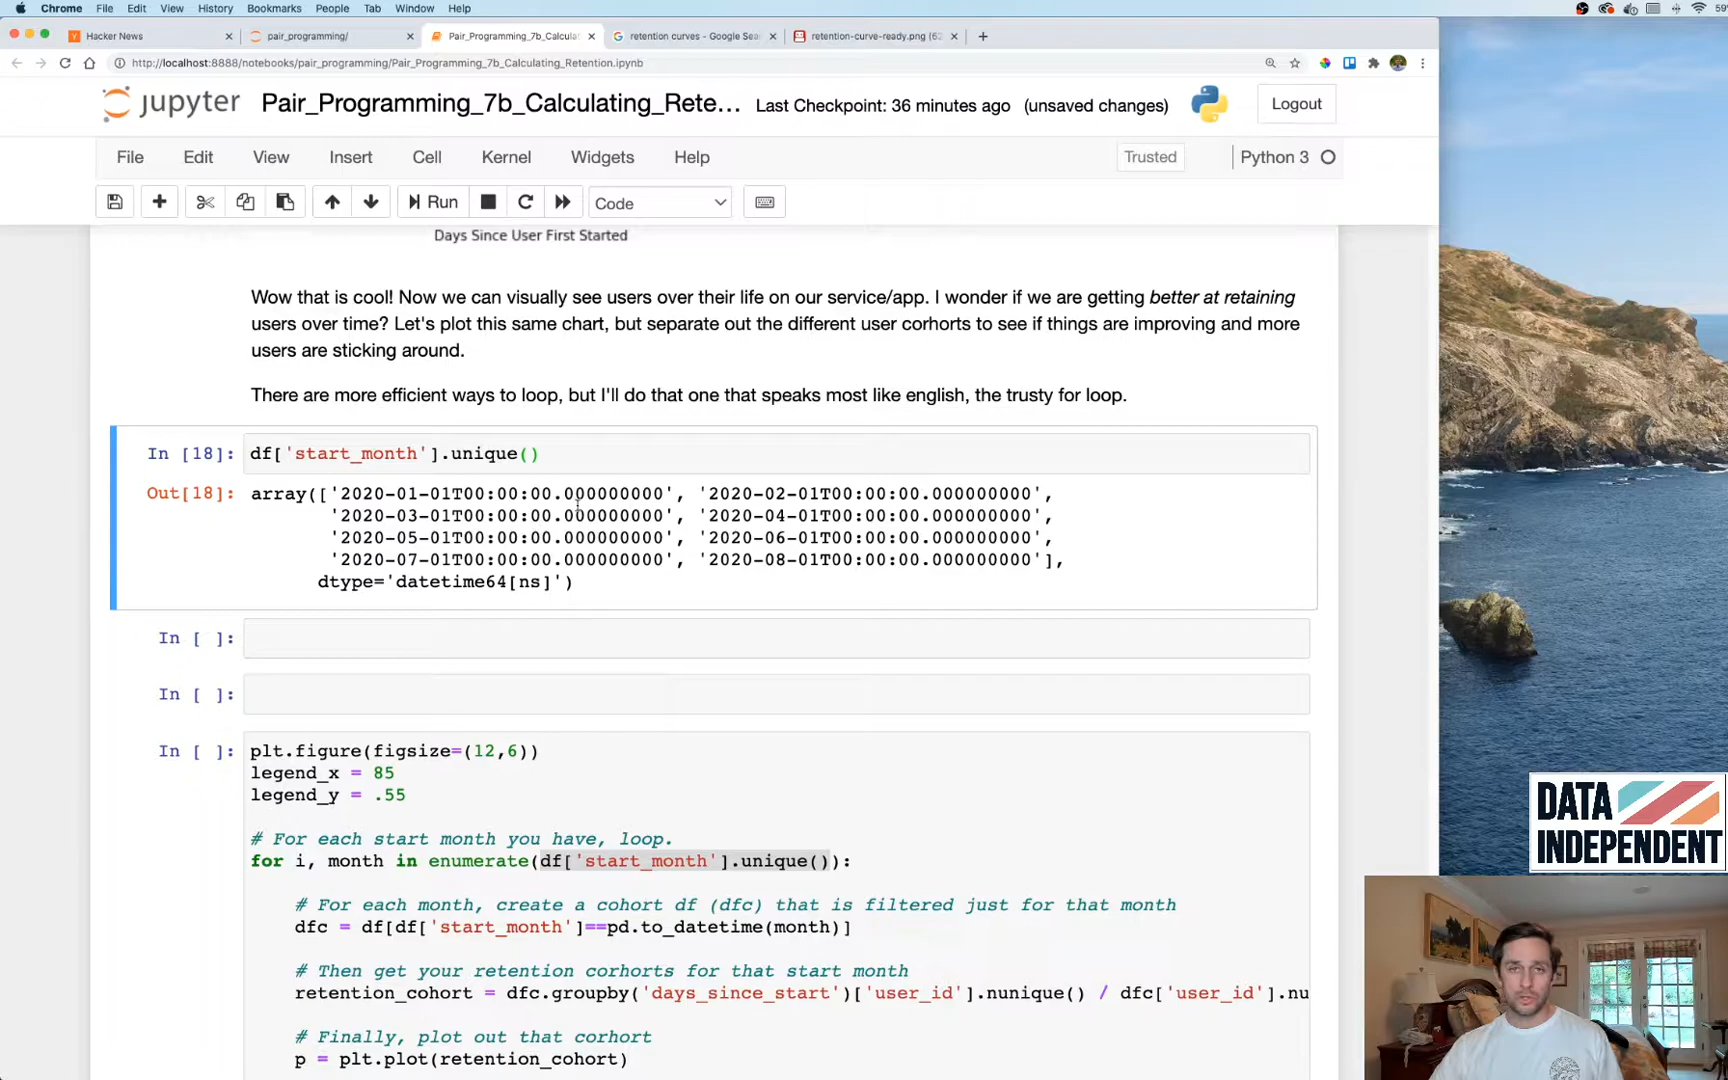 Chrome File Edit View History Bookmarks People Tab Window Help 59
Hacker News pair_programming/ Pair_Programming_7b_Calcula retention curves - Google Sea retention-curve-ready.png (62
http://localhost:8888/notebooks/pair_programming/Pair_Programming_7b_Calculating_Retention.ipynb
jupyter Pair_Programming_7b_Calculating_Rete... Last Checkpoint: 36 minutes ago (unsaved changes) Logout
File Edit View Insert Cell Kernel Widgets Help Trusted Python 3
Run Code
Days Since User First Started
Wow that is cool! Now we can visually see users over their life on our service/app. I wonder if we are getting better at retaining
users over time? Let's plot this same chart, but separate out the different user corhorts to see if things are improving and more
users are sticking around.
There are more efficient ways to loop, but I'll do that one that speaks most like english, the trusty for loop.
In [18]: df['start_month'].unique()
Out[18]: array(['2020-01-01T00:00:00.000000000', '2020-02-01T00:00:00.000000000',
'2020-03-01T00:00:00.000000000', '2020-04-01T00:00:00.000000000',
'2020-05-01T00:00:00.000000000', '2020-06-01T00:00:00.000000000',
'2020-07-01T00:00:00.000000000', '2020-08-01T00:00:00.000000000'],
dtype='datetime64[ns]')
In [ ]:
In [ ]:
In [ ]: plt.figure(figsize=(12,6))
legend_x = 85
legend_y = .55
# For each start month you have, loop.
for i, month in enumerate(df['start_month'].unique()):
# For each month, create a cohort df (dfc) that is filtered just for that month
dfc = df[df['start_month']==pd.to_datetime(month)]
# Then get your retention corhorts for that start month
retention_cohort = dfc.groupby('days_since_start')['user_id'].nunique() / dfc['user_id'].nu
# Finally, plot out that corhort
p = plt.plot(retention_cohort)
DATA
INDEPENDENT